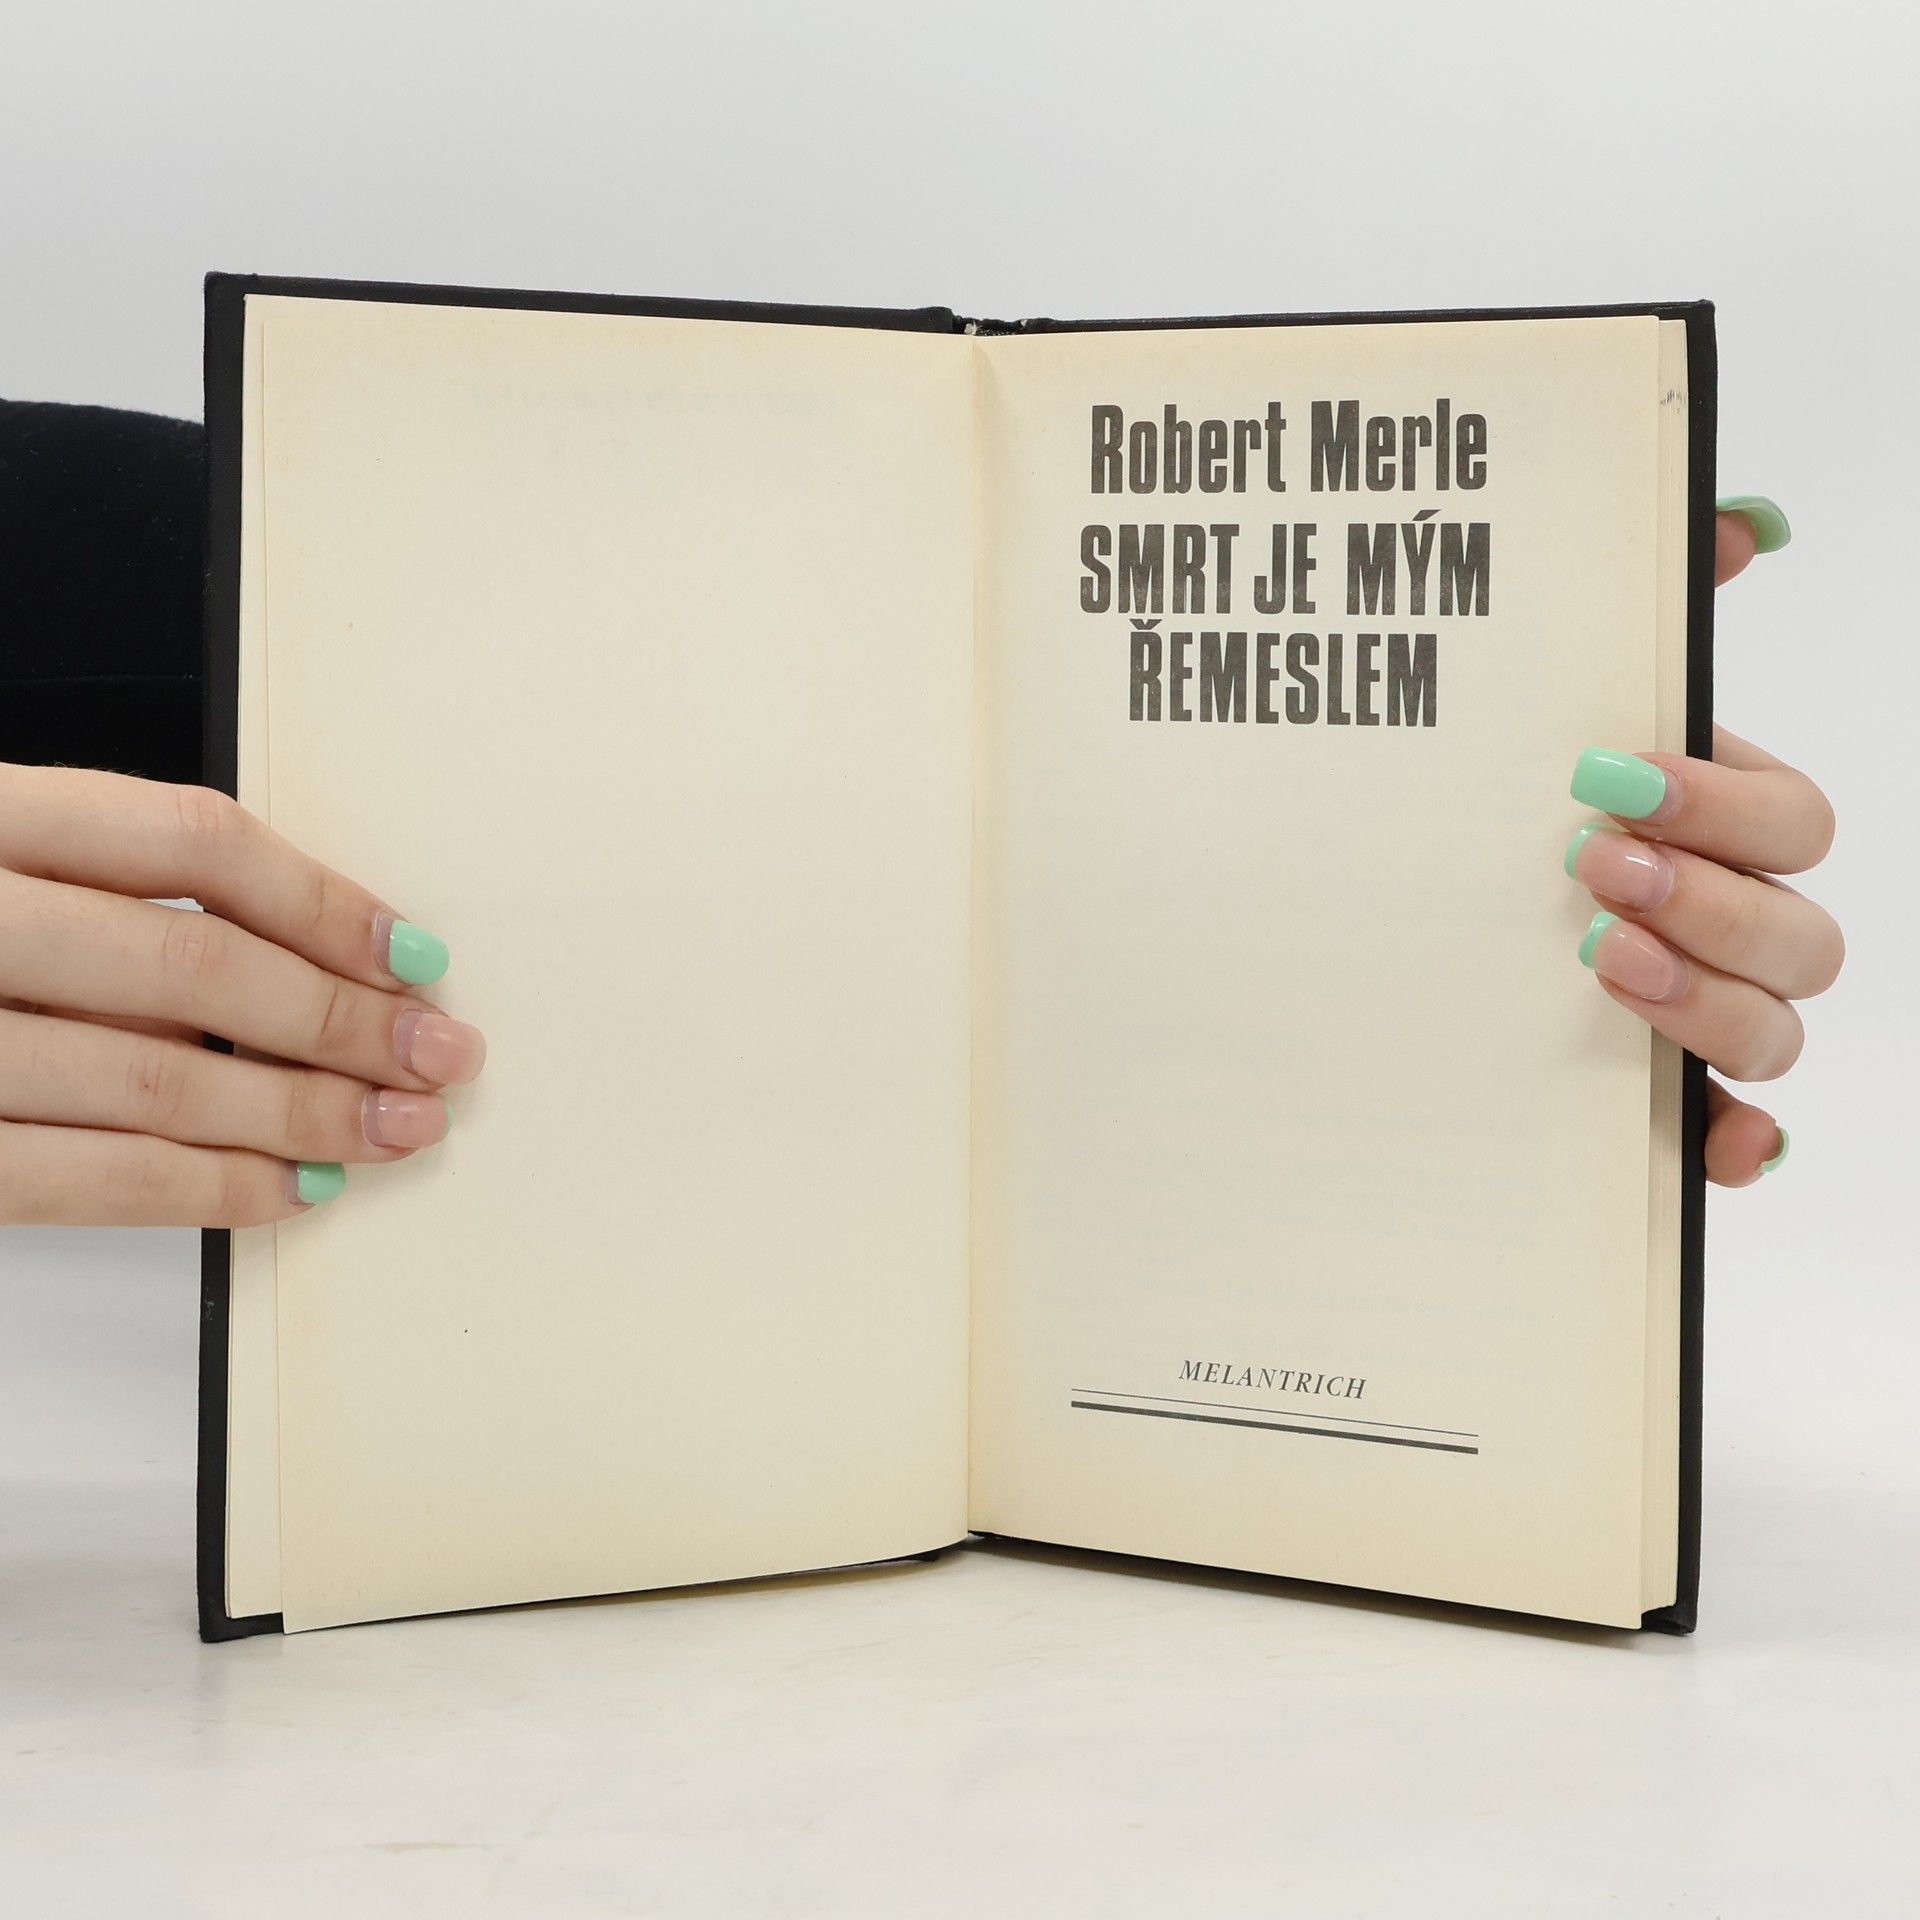 Robert Merle
SMRT JE MÝM
ŘEMESLEM
MELANTRICH